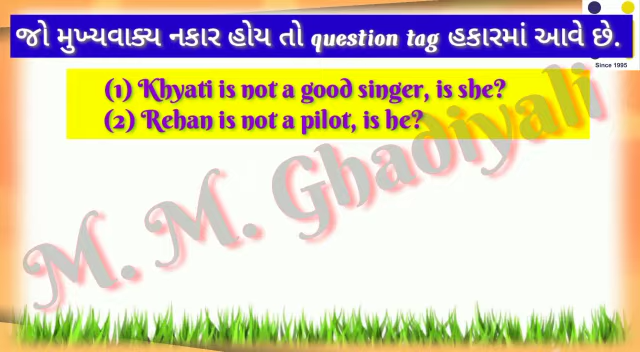 જો મુખ્યવાક્ય નકાર હોય તો question tag હકારમાં આવે છે.
Since 1995
(1) Khyati is not a good singer, is she?
(2) Rehan is not a pilot, is he?
M. M. Ghadiyali